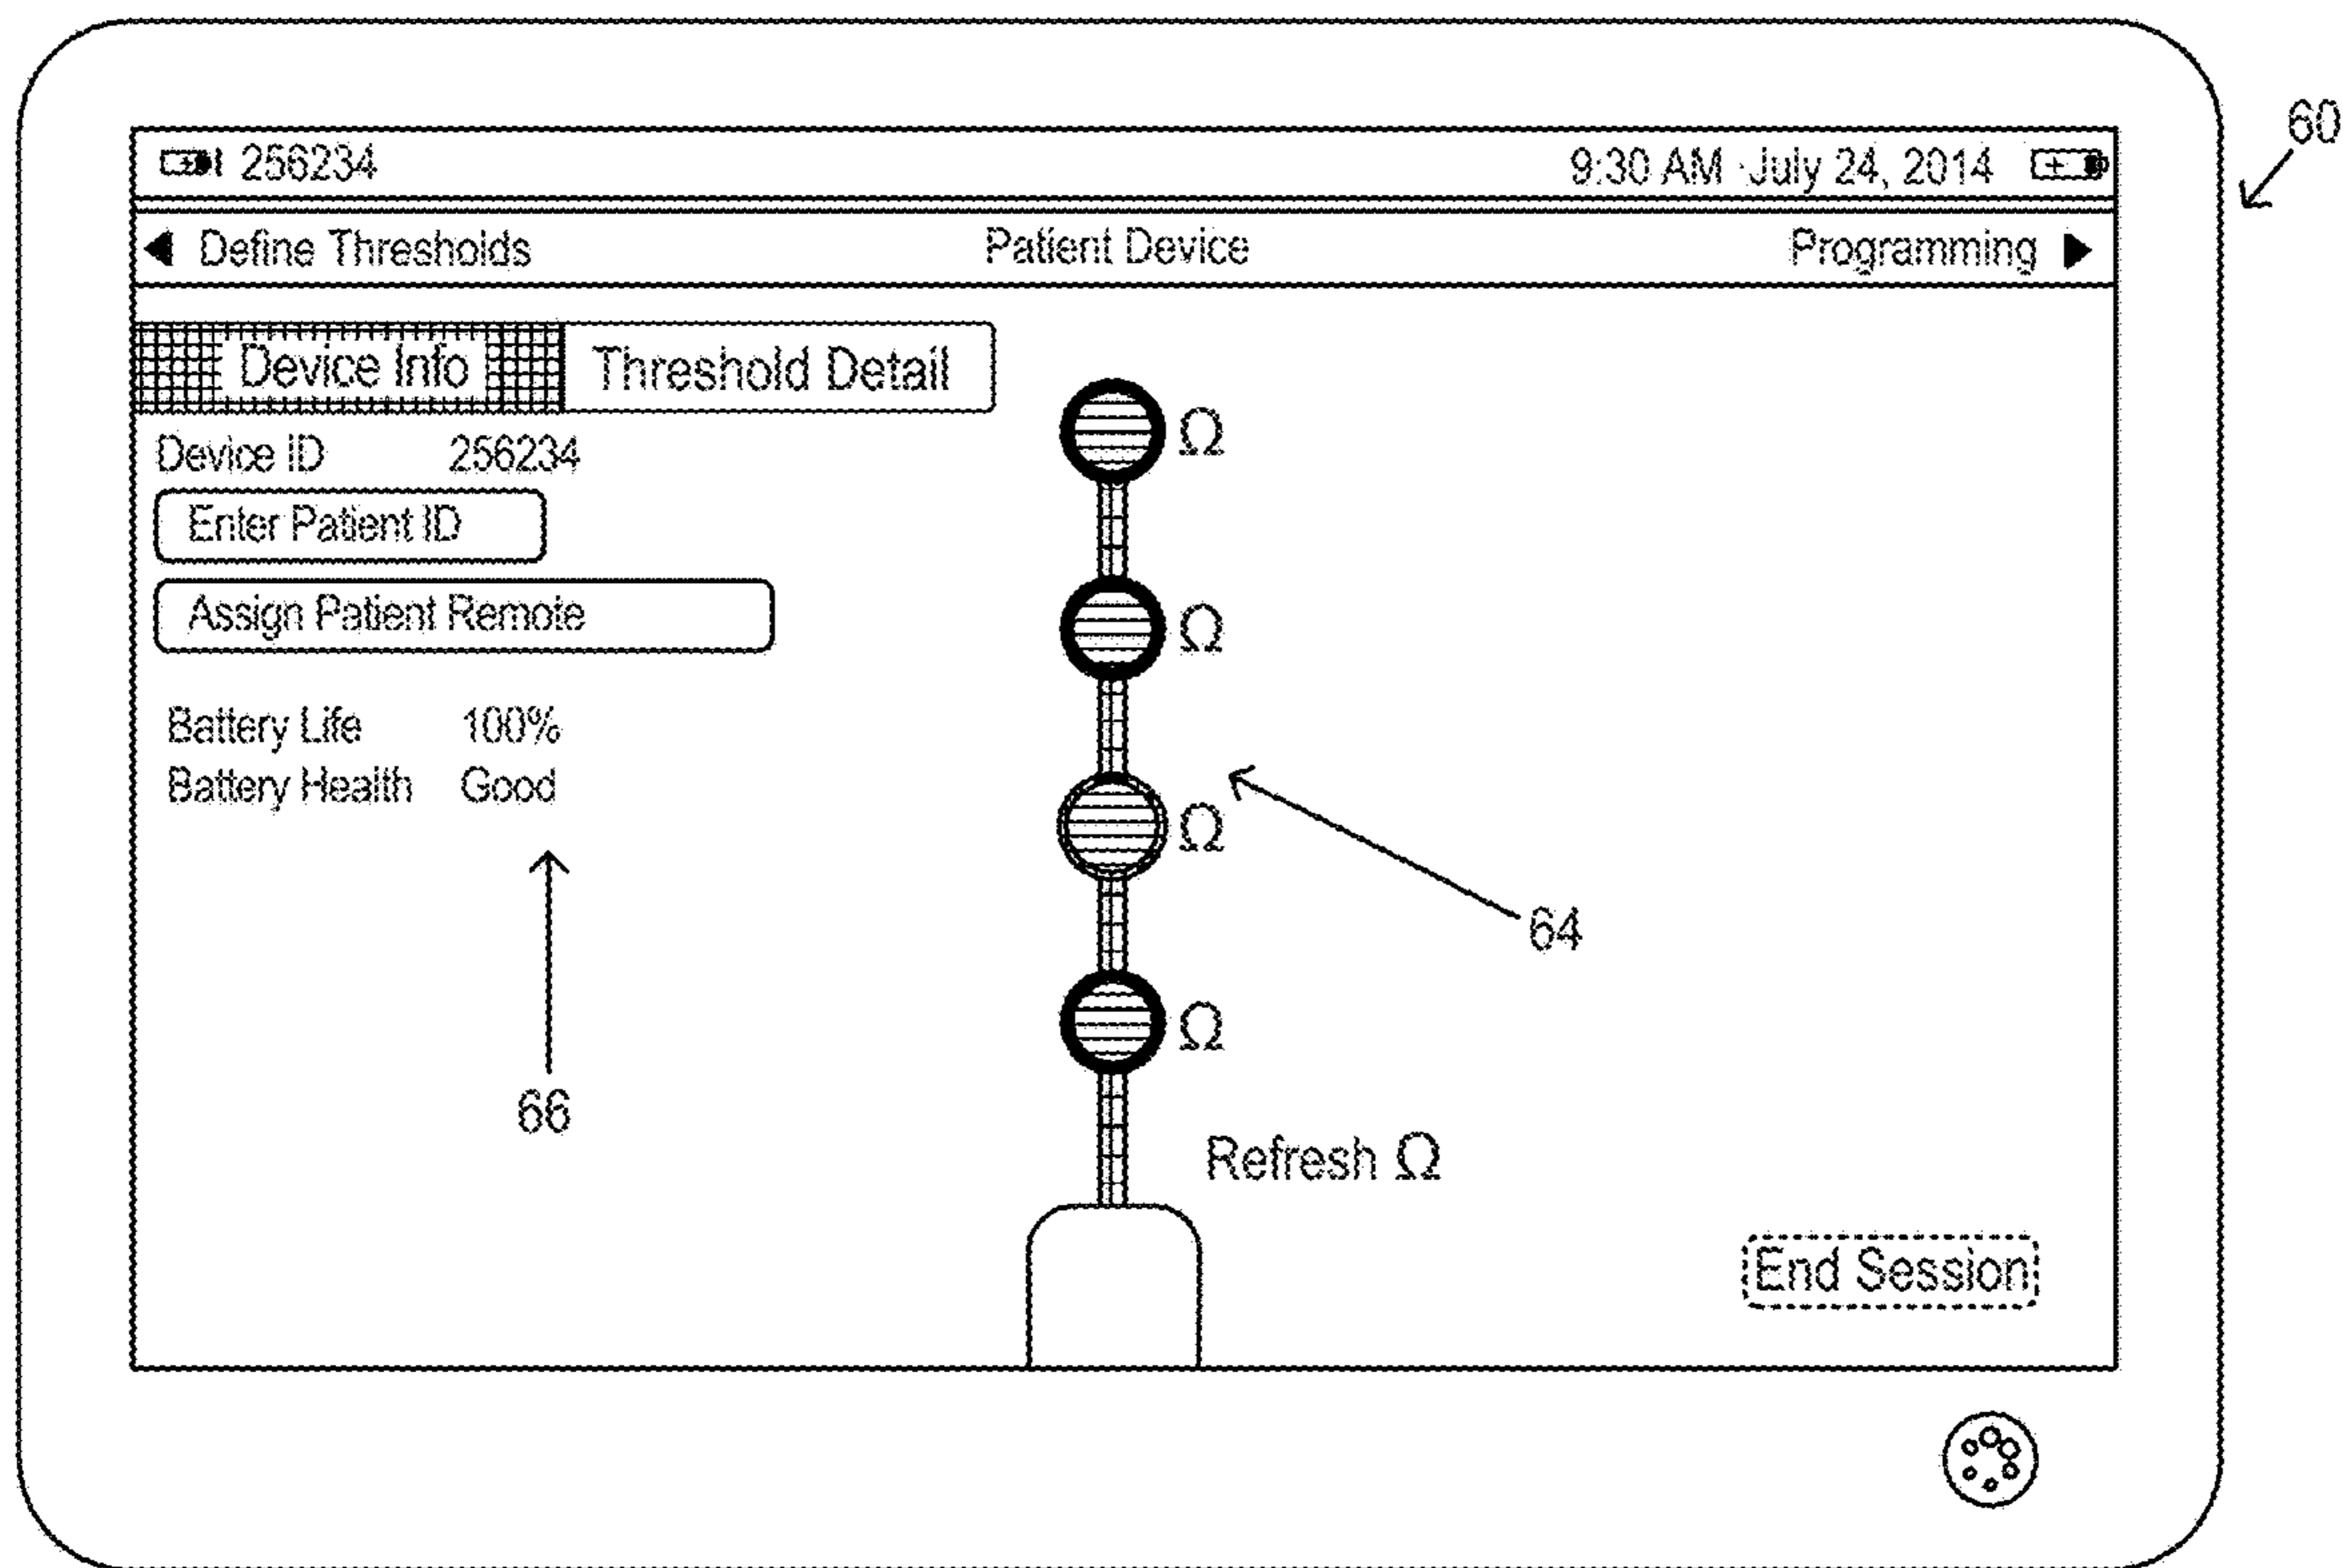 256234 9:30 AM July 24, 2014
60
Define Thresholds Patient Device Programming
Device Info Threshold Detail
Device ID 256234
Ω
Enter Patient ID
Assign Patient Remote
Ω
Battery Life 100%
Battery Health Good
Ω
64
Ω
66
Refresh Ω
End Session